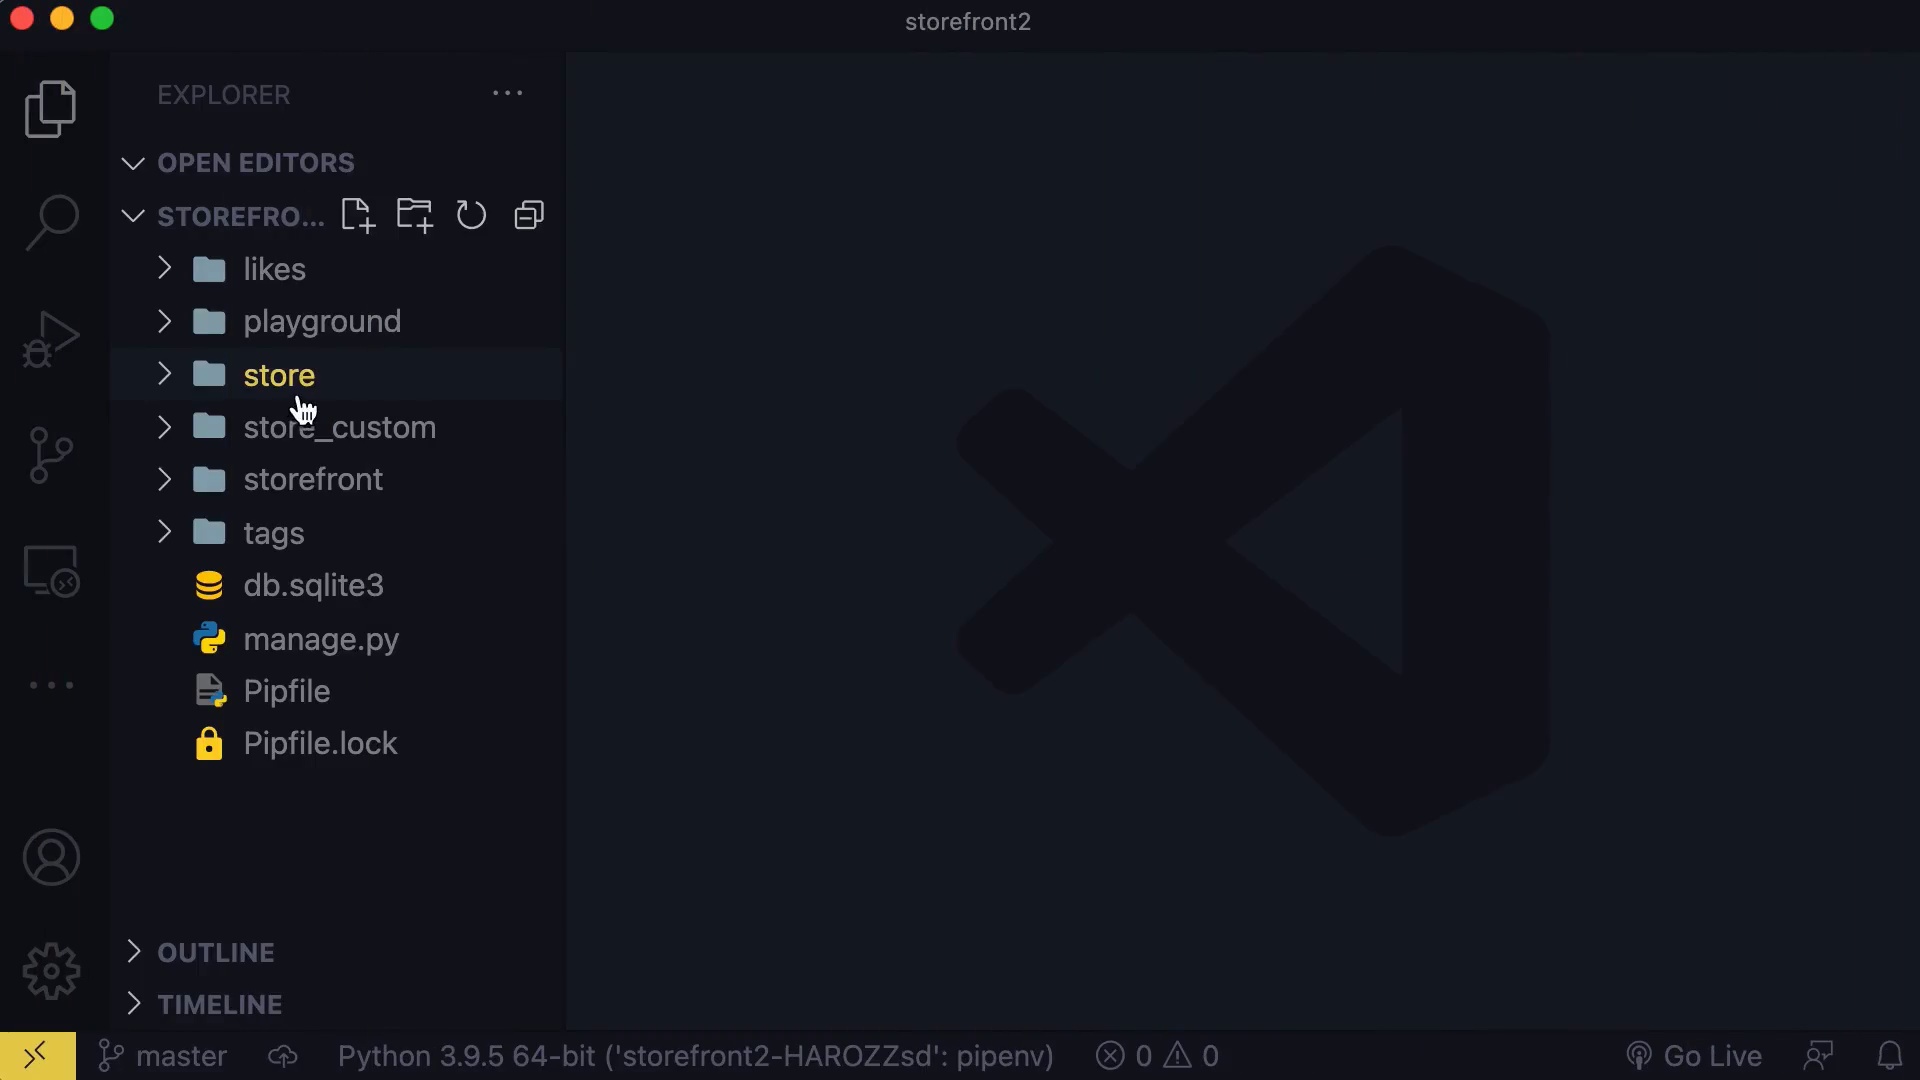 storefront2
EXPLORER
OPEN EDITORS
STOREFRO...
likes
playground
store
store_custom
storefront
tags
db.sqlite3
manage.py
Pipfile
Pipfile.lock
OUTLINE
TIMELINE
master Python 3.9.5 64-bit ('storefront2-HAROZZsd': pipenv) 0 0 Go Live